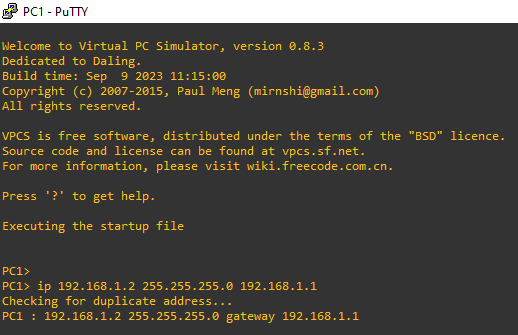 PC1 - PuTTY
Welcome to Virtual PC Simulator, version 0.8.3
Dedicated to Daling.
Build time: Sep  9 2023 11:15:00
Copyright (c) 2007-2015, Paul Meng (mirnshi@gmail.com)
All rights reserved.
VPCS is free software, distributed under the terms of the "BSD" licence.
Source code and license can be found at vpcs.sf.net.
For more information, please visit wiki.freecode.com.cn.
Press '?' to get help.
Executing the startup file
PC1>
PC1> ip 192.168.1.2 255.255.255.0 192.168.1.1
Checking for duplicate address...
PC1 : 192.168.1.2 255.255.255.0 gateway 192.168.1.1